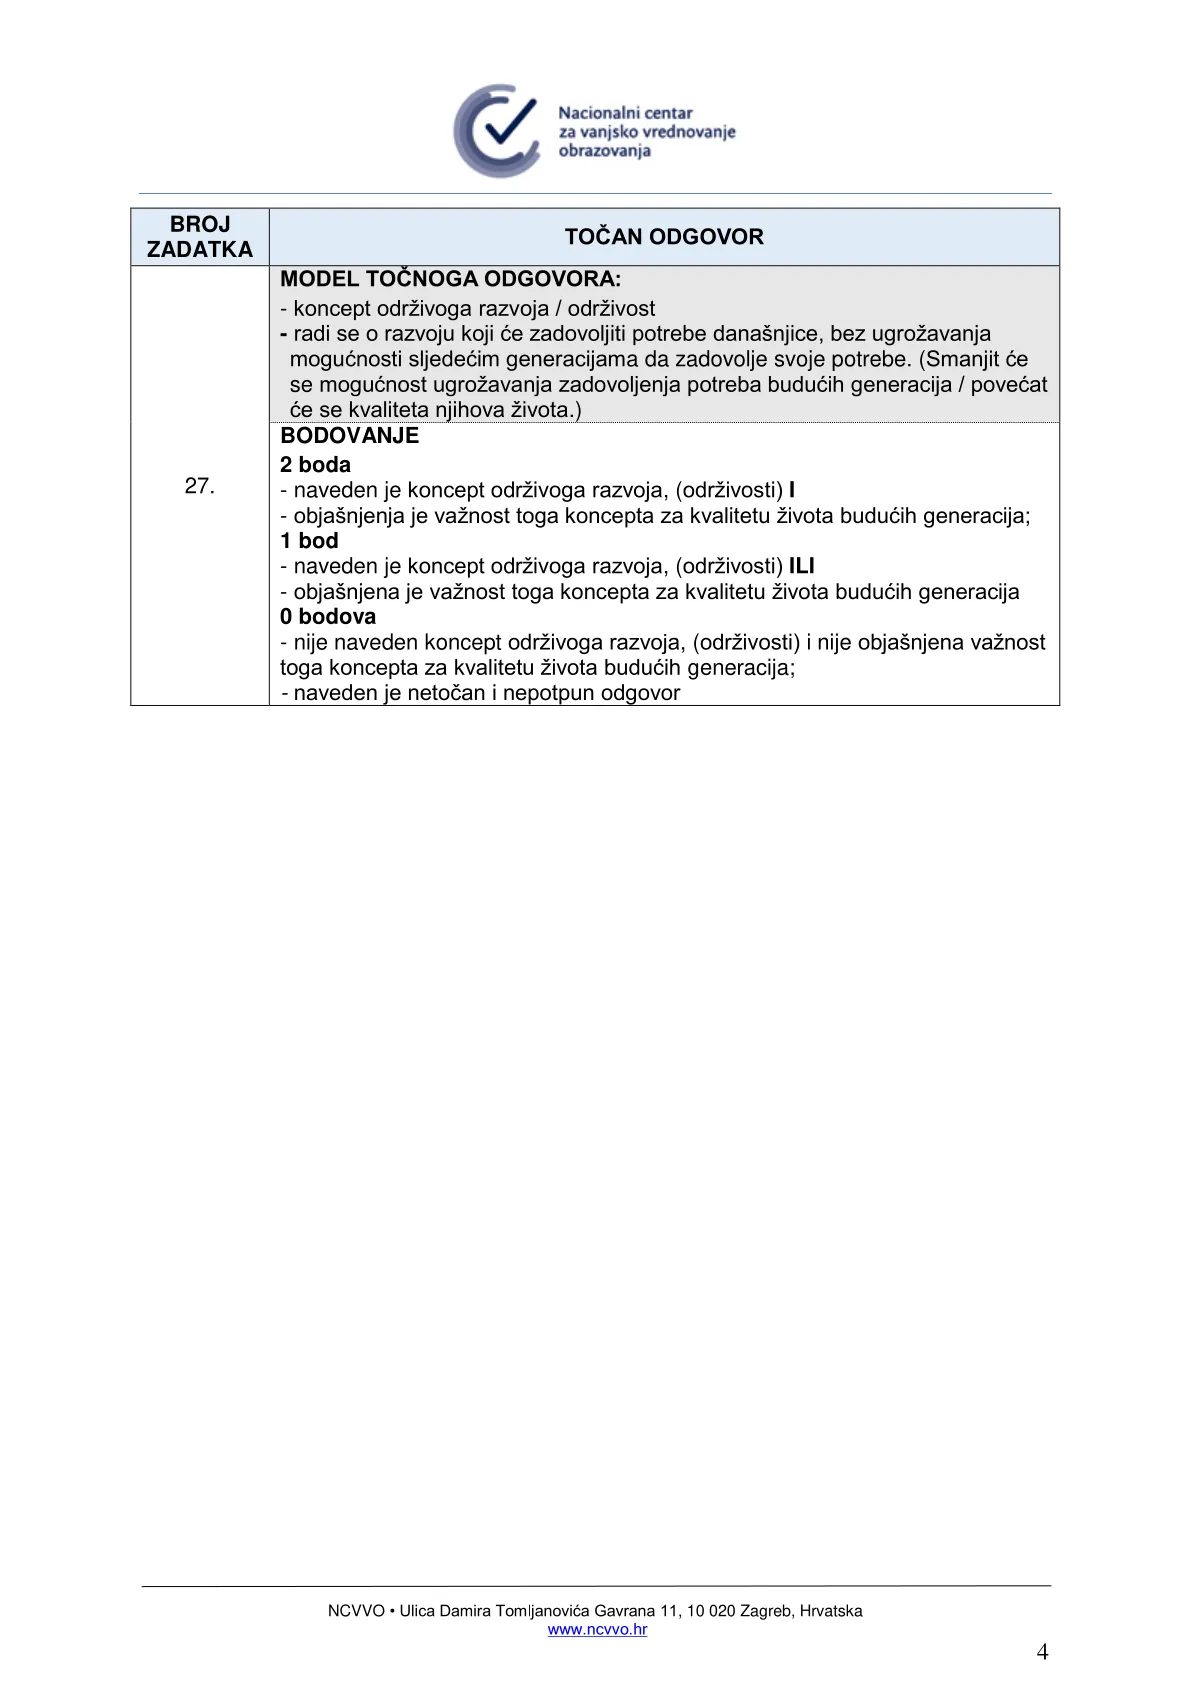 Nacionalni centar
za vanjsko vrednovanje
obrazovanja
BROJ
ZADATKA
TOČAN ODGOVOR
27.
MODEL TOČNOGA ODGOVORA:
- koncept održivoga razvoja / održivost
- radi se o razvoju koji će zadovoljiti potrebe današnjice, bez ugrožavanja
mogućnosti sljedećim generacijama da zadovolje svoje potrebe. (Smanjit će
se mogućnost ugrožavanja zadovoljenja potreba budućih generacija / povećat
će se kvaliteta njihova života.)
BODOVANJE
2 boda
- naveden je koncept održivoga razvoja, (održivosti) I
- objašnjenja je važnost toga koncepta za kvalitetu života budućih generacija;
1 bod
- naveden je koncept održivoga razvoja, (održivosti) ILI
- objašnjena je važnost toga koncepta za kvalitetu života budućih generacija
0 bodova
- nije naveden koncept održivoga razvoja, (održivosti) i nije objašnjena važnost
toga koncepta za kvalitetu života budućih generacija;
- naveden je netočan i nepotpun odgovor
NCVVO • Ulica Damira Tomljanovića Gavrana 11, 10 020 Zagreb, Hrvatska
www.ncvvo.hr
4